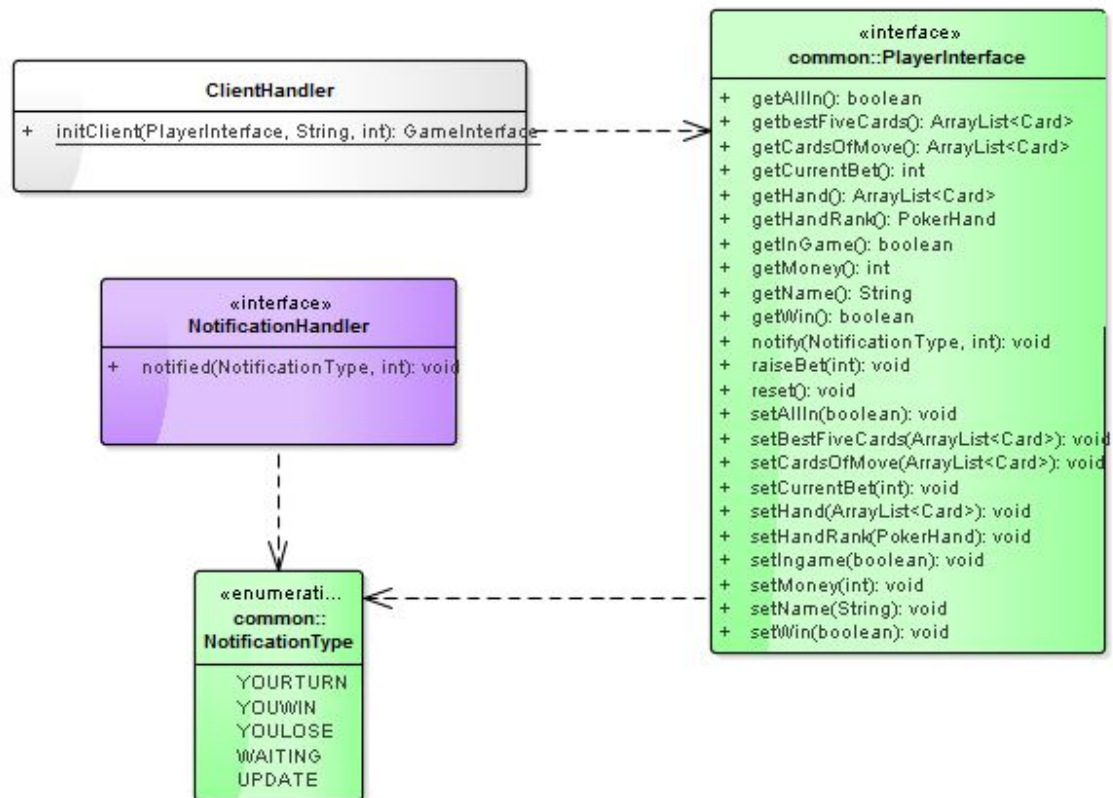 ClientHandler
+ initClient(PlayerInterface, String, int): GameInterface
«interface»
common::PlayerInterface
+ getAllIn(): boolean
+ getbestFiveCards(): ArrayList<Card>
+ getCardsOfMove(): ArrayList<Card>
+ getCurrentBet(): int
+ getHand(): ArrayList<Card>
+ getHandRank(): PokerHand
+ getInGame(): boolean
+ getMoney(): int
+ getName(): String
+ getWin(): boolean
+ notify(NotificationType, int): void
+ raiseBet(int): void
+ reset(): void
+ setAllIn(boolean): void
+ setBestFiveCards(ArrayList<Card>): void
+ setCardsOfMove(ArrayList<Card>): void
+ setCurrentBet(int): void
+ setHand(ArrayList<Card>): void
+ setHandRank(PokerHand): void
+ setIngame(boolean): void
+ setMoney(int): void
+ setName(String): void
+ setWin(boolean): void
«interface»
NotificationHandler
+ notified(NotificationType, int): void
«enumerati...
common::
NotificationType
YOURTURN
YOUWIN
YOULOSE
WAITING
UPDATE